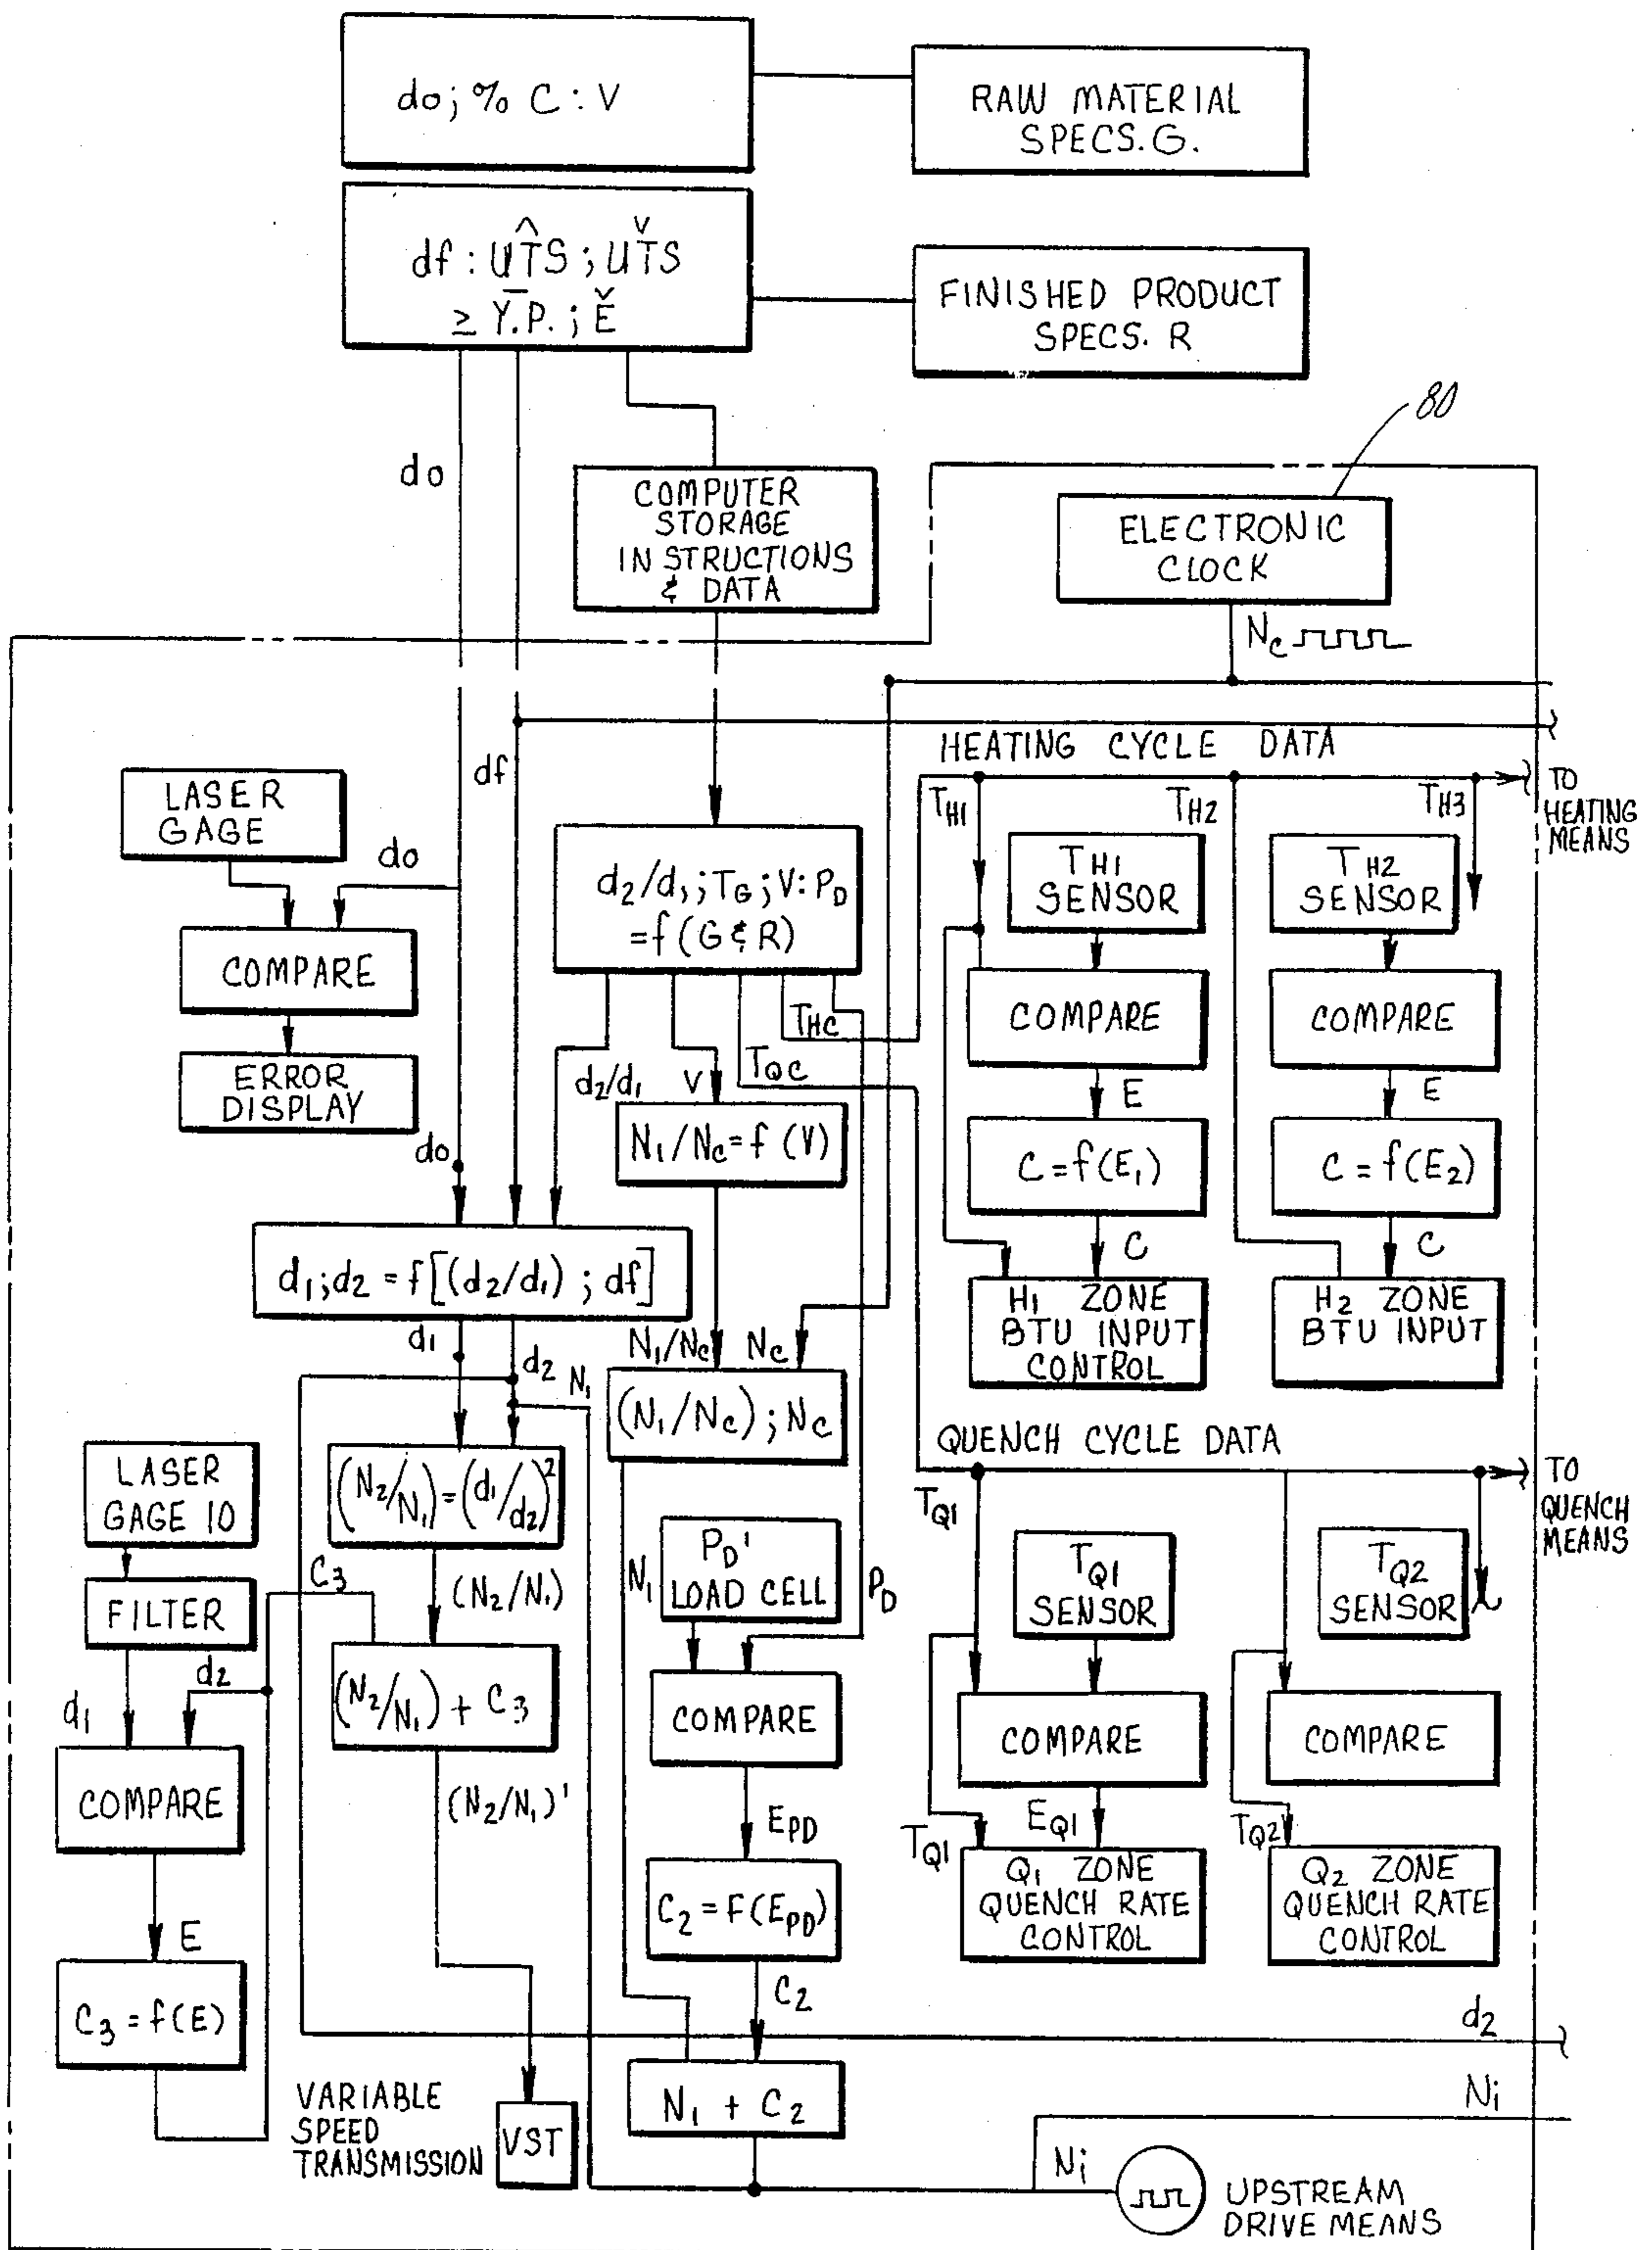 do; % C : V
RAW MATERIAL
SPECS. G.
df : UT̂S ; UT̆S
≥ Y̅.P. ; Ĕ
FINISHED PRODUCT
SPECS. R
80
do
COMPUTER
STORAGE
INSTRUCTIONS
& DATA
ELECTRONIC
CLOCK
Nc
df
HEATING CYCLE DATA
TO
HEATING
MEANS
LASER
GAGE
do
COMPARE
ERROR
DISPLAY
d2/d1 ; TG ; V : PD
= f (G & R)
TH1
TH2
TH3
TH1
SENSOR
TH2
SENSOR
COMPARE
COMPARE
THC
TQC
d2/d1
V
E
E
N1/Nc = f (V)
C = f(E1)
C = f(E2)
do
C
C
d1 ; d2 = f [(d2/d1) ; df]
H1 ZONE
BTU INPUT
CONTROL
H2 ZONE
BTU INPUT
d1
d2
N1
N1/Nc
Nc
(N1/Nc) ; Nc
QUENCH CYCLE DATA
TO
QUENCH
MEANS
LASER
GAGE 10
(N2/N1) = (d1/d2)²
TQ1
PD'
LOAD CELL
N1
PD
TQ1
SENSOR
TQ2
SENSOR
FILTER
C3
(N2/N1)
d2
d1
(N2/N1) + C3
COMPARE
COMPARE
COMPARE
COMPARE
(N2/N1)'
EPD
TQ1
EQ1
TQ2
C2 = F(EPD)
Q1 ZONE
QUENCH RATE
CONTROL
Q2 ZONE
QUENCH RATE
CONTROL
E
C3 = f(E)
C2
d2
N1 + C2
VARIABLE
SPEED
TRANSMISSION
VST
Ni
Ni
UPSTREAM
DRIVE MEANS